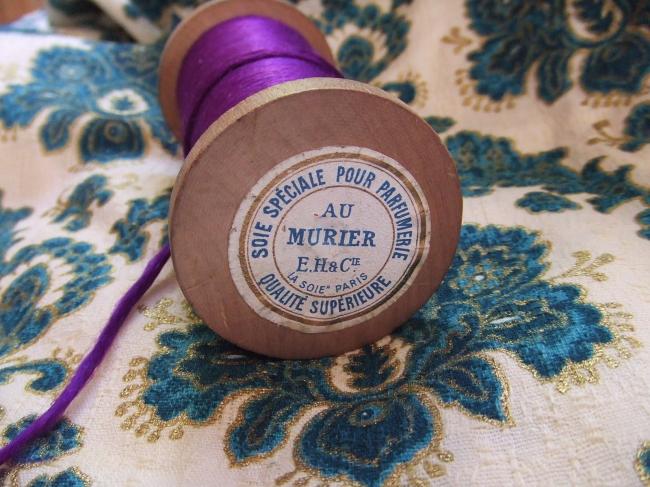 SOIE SPÉCIALE POUR PARFUMERIE
AU
MURIER
E.H&CIE
"LA SOIE" PARIS
QUALITÉ SUPÉRIEURE